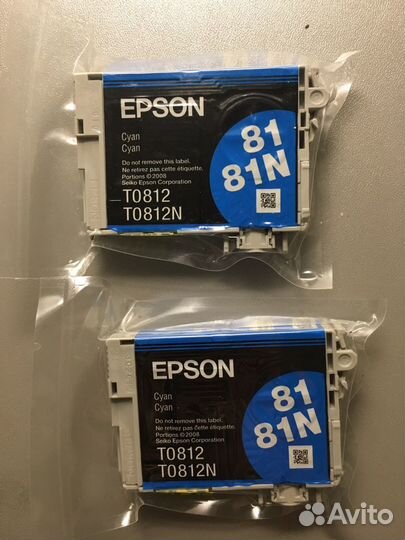 EPSON
Cyan
Cyan
Do not remove this label.
Ne retirez pas cette étiquette.
Portions ©2008
Seiko Epson Corporation
T0812
T0812N
81
81N
EPSON
Cyan
Cyan
Do not remove this label.
Ne retirez pas cette étiquette.
Portions ©2008
Seiko Epson Corporation
T0812
T0812N
81
81N
Avito